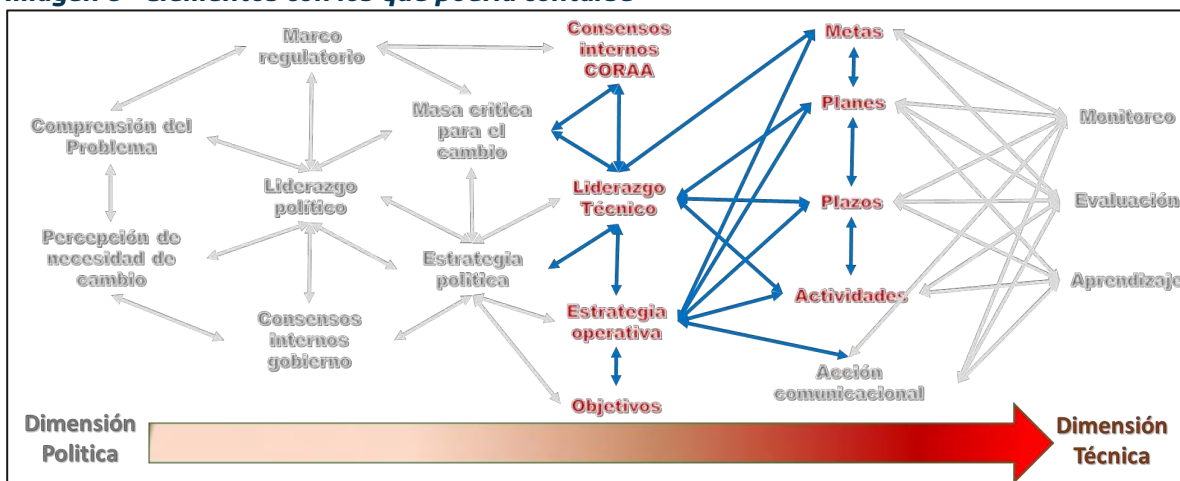 Marco
regulatorio
Consensos
internos
CORAA
Metas
Comprensión del
Problema
Masa crítica
para el
cambio
Planes
Monitoreo
Liderazgo
político
Liderazgo
Técnico
Plazos
Evaluación
Percepción de
necesidad de
cambio
Estrategia
política
Actividades
Aprendizaje
Consensos
internos
gobierno
Estrategia
operativa
Acción
comunicacional
Objetivos
Dimensión
Politica
Dimensión
Técnica